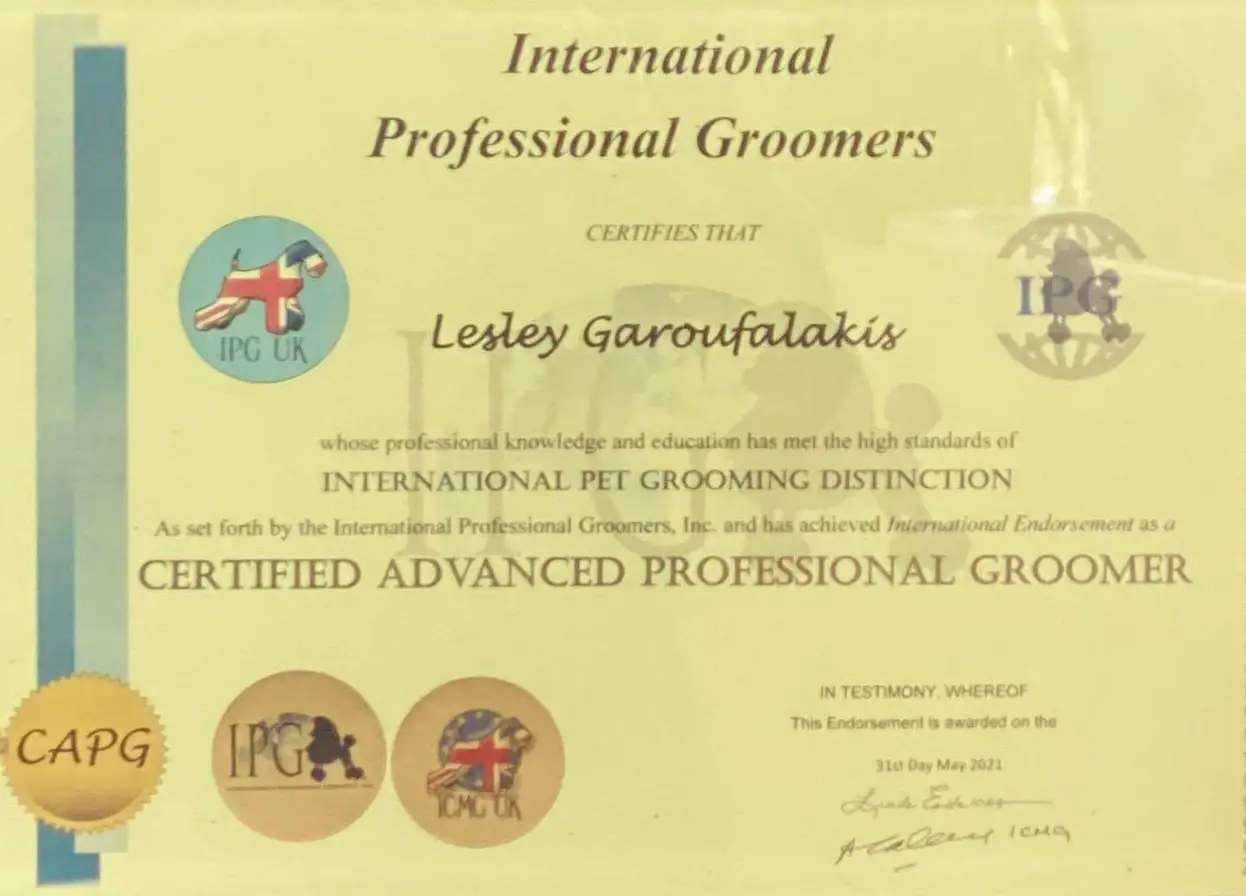 International
Professional Groomers
CERTIFIES THAT
IPG UK
Lesley Garoufalakis
IPG
whose professional knowledge and education has met the high standards of
INTERNATIONAL PET GROOMING DISTINCTION
As set forth by the International Professional Groomers, Inc. and has achieved International Endorsement as a
CERTIFIED ADVANCED PROFESSIONAL GROOMER
CAPG
IPG
ICMG UK
IN TESTIMONY, WHEREOF
This Endorsement is awarded on the
31st Day May 2021
ICMG